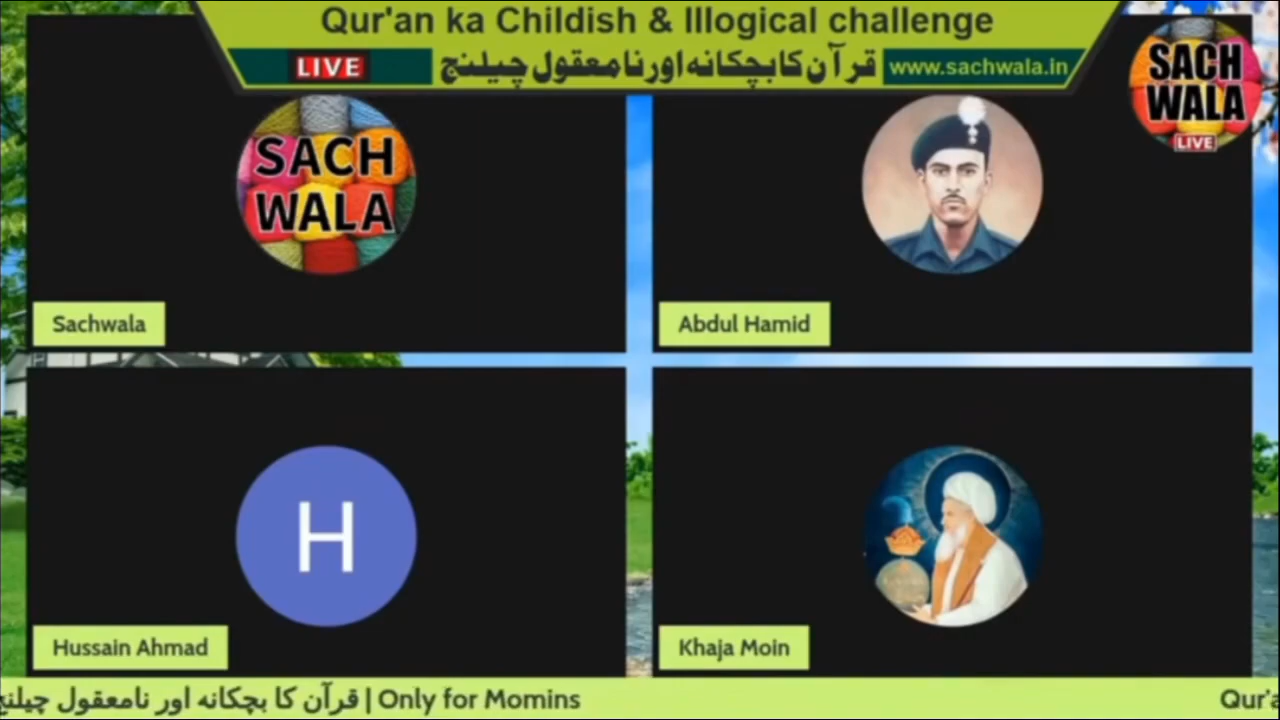 Qur'an ka Childish & Illogical challenge
LIVE
قرآن کا بچکانہ اور نامعقول چیلنج
www.sachwala.in
SACH
WALA
LIVE
SACH
WALA
Sachwala
Abdul Hamid
H
Hussain Ahmad
Khaja Moin
قرآن کا بچکانہ اور نامعقول چیلنج | Only for Momins